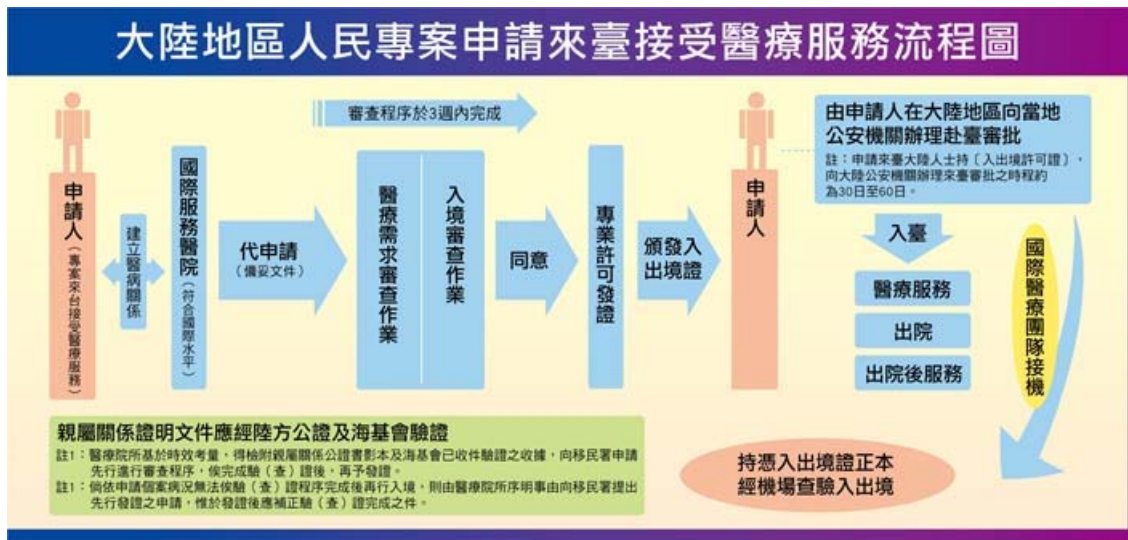 大陸地區人民專案申請來臺接受醫療服務流程圖
審查程序於3週內完成
申請人（專案來台接受醫療服務）
建立醫病關係
國際服務醫院（符合國際水平）
代申請
（備妥文件）
醫療需求審查作業
入境審查作業
同意
專業許可發證
頒發入
出境證
申請人
由申請人在大陸地區向當地
公安機關辦理赴臺審批
註：申請來臺大陸人士持〔入出境許可證〕，
向大陸公安機關辦理來臺審批之時程約
為30日至60日。
入臺
醫療服務
出院
出院後服務
國際醫療團隊接機
親屬關係證明文件應經陸方公證及海基會驗證
註1：醫療院所基於時效考量，得檢附親屬關係公證書影本及海基會已收件驗證之收據，向移民署申請
先行進行審查程序，俟完成驗（查）證後，再予發證。
註1：倘依申請個案病況無法俟驗（查）證程序完成後再行入境，則由醫療院所序明事由向移民署提出
先行發證之申請，惟於發證後應補正驗（查）證完成之件。
持憑入出境證正本
經機場查驗入出境